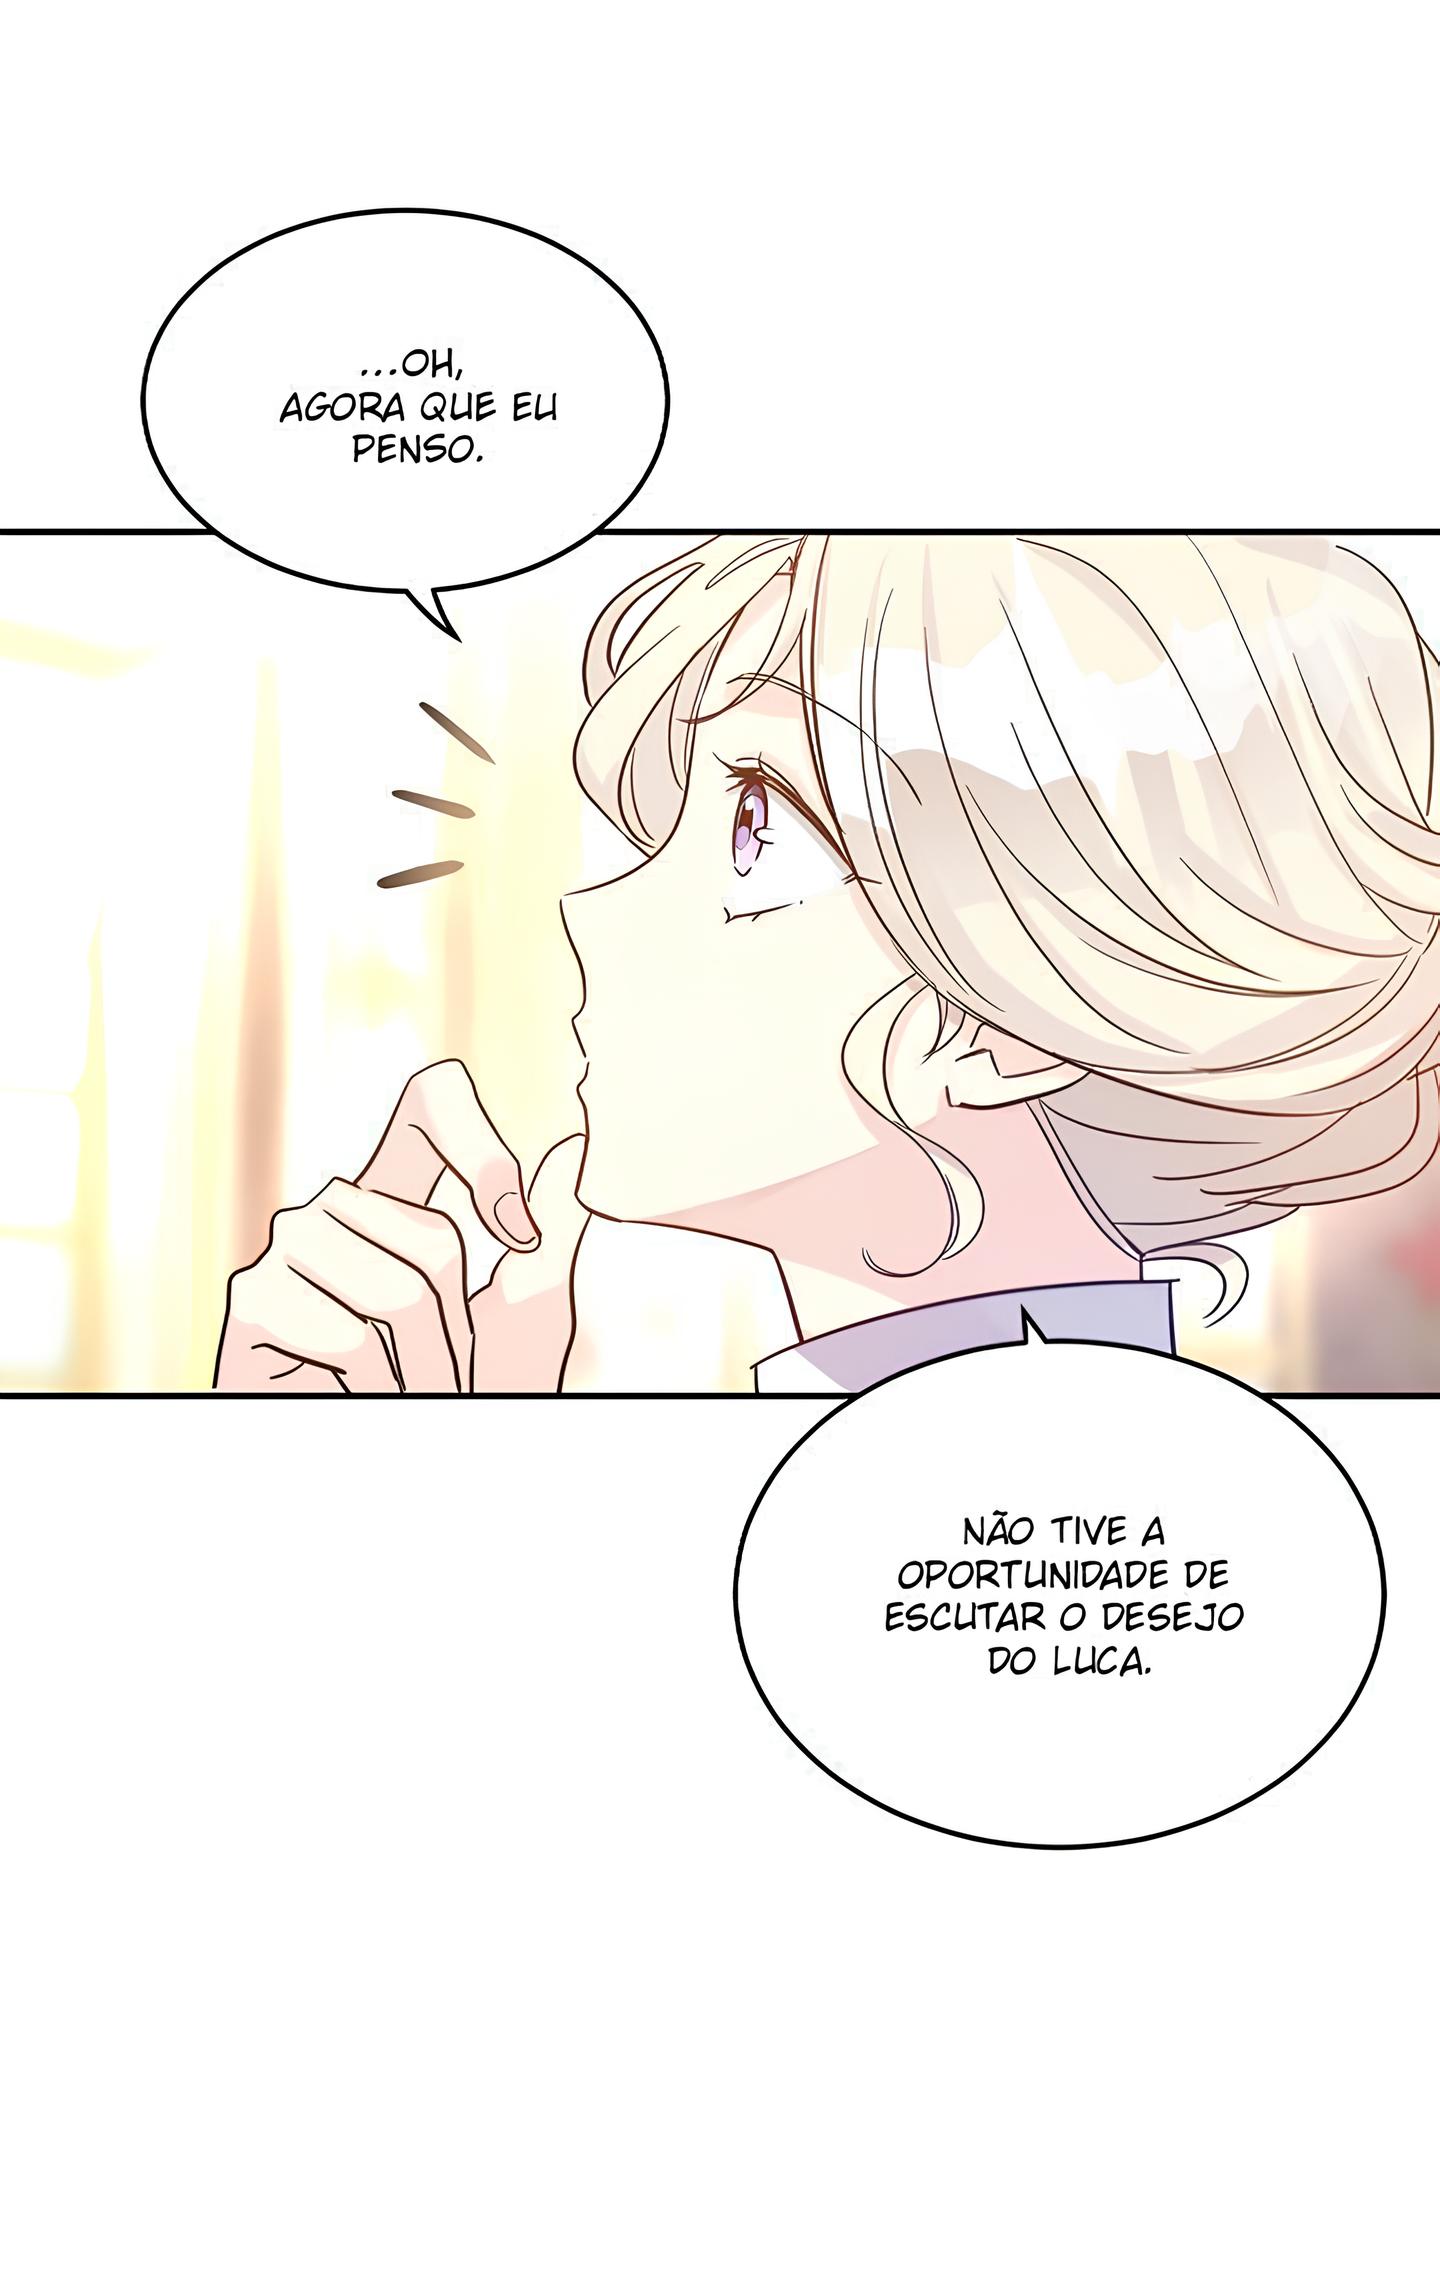 ...OH,
AGORA QUE EU
PENSO.
NÃO TIVE A
OPORTUNIDADE DE
ESCUTAR O DESEJO
DO LUCA.